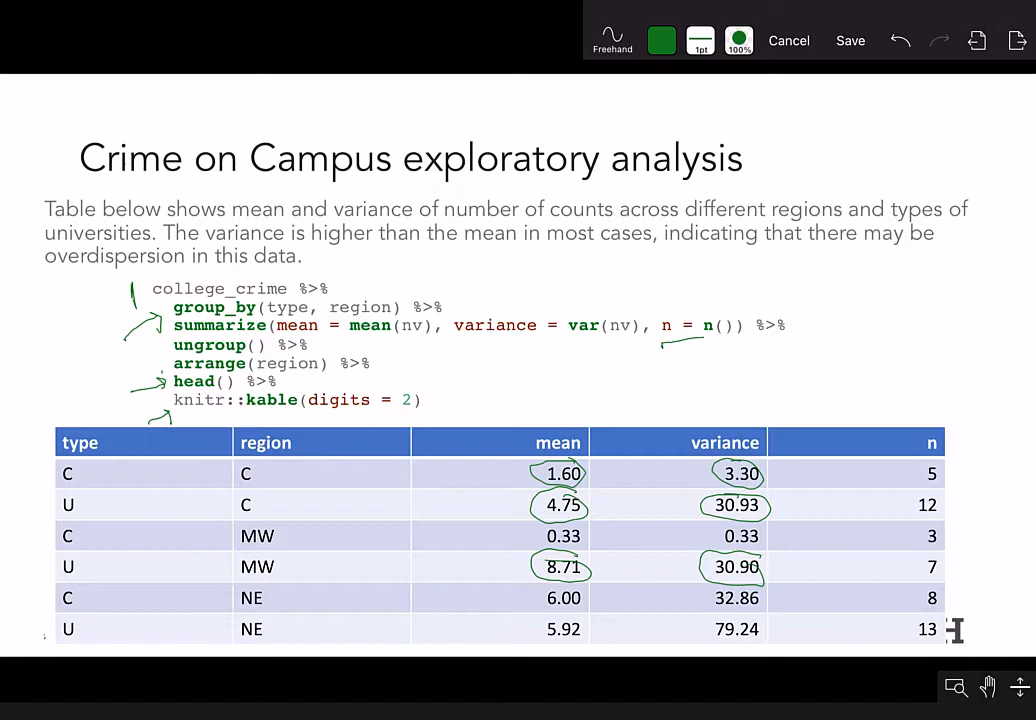 Freehand
1pt
100%
Cancel
Save
Crime on Campus exploratory analysis
Table below shows mean and variance of number of counts across different regions and types of
universities. The variance is higher than the mean in most cases, indicating that there may be
overdispersion in this data.
college_crime %>%
group_by(type, region) %>%
summarize(mean = mean(nv), variance = var(nv), n = n()) %>%
ungroup() %>%
arrange(region) %>%
head() %>%
knitr::kable(digits = 2)
type region mean variance n
C C 1.60 3.30 5
U C 4.75 30.93 12
C MW 0.33 0.33 3
U MW 8.71 30.90 7
C NE 6.00 32.86 8
U NE 5.92 79.24 13
H